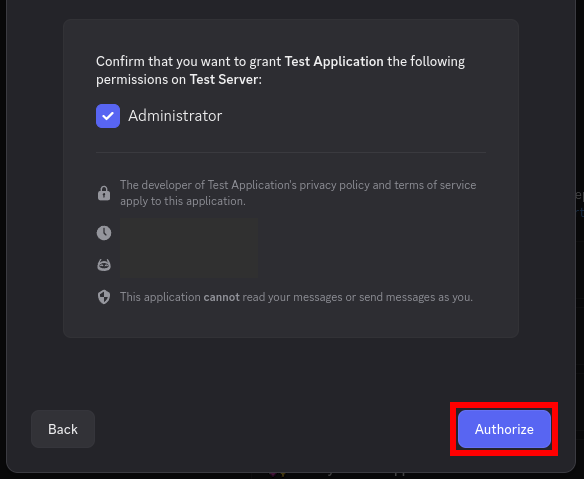 Confirm that you want to grant Test Application the following
permissions on Test Server:
Administrator
The developer of Test Application's privacy policy and terms of service
apply to this application.
This application cannot read your messages or send messages as you.
Back
Authorize